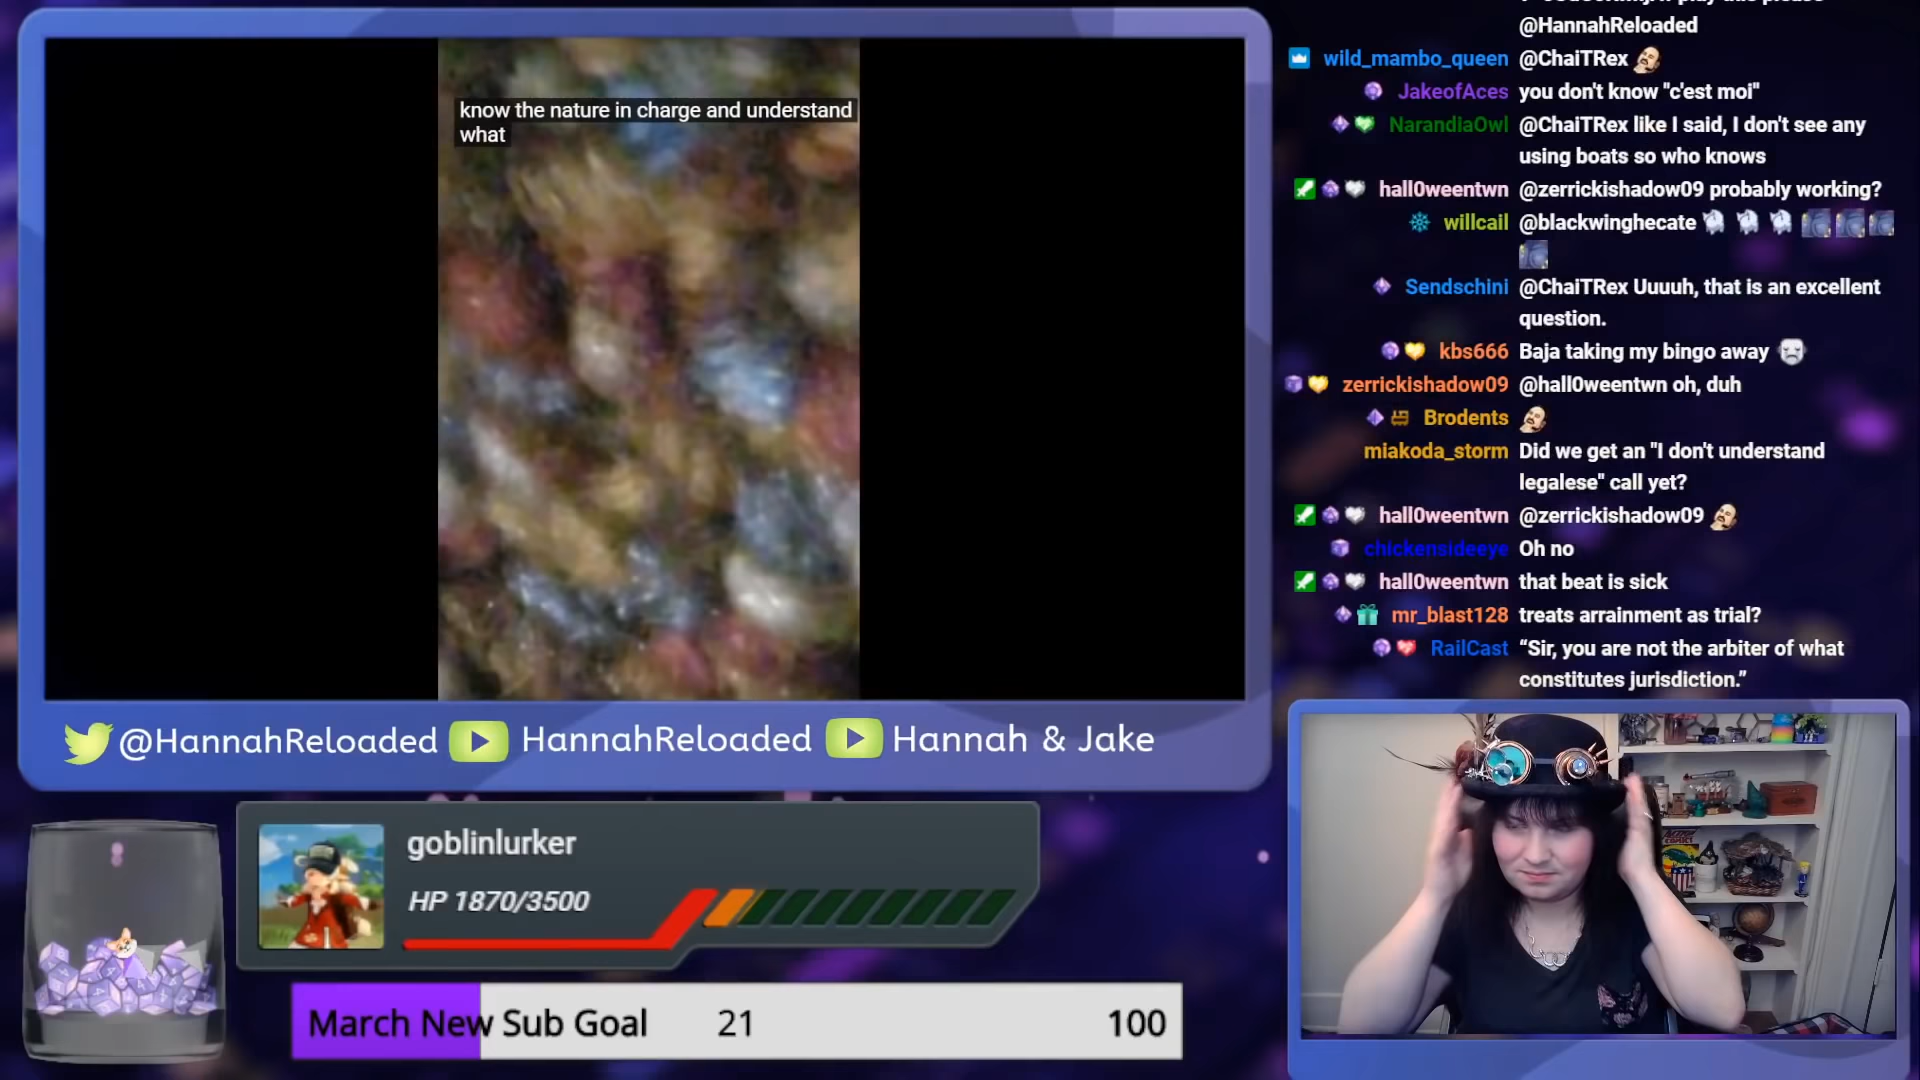 know the nature in charge and understand
what
@HannahReloaded
HannahReloaded
Hannah & Jake
goblinlurker
HP 1870/3500
March New Sub Goal 21 100
@HannahReloaded
wild_mambo_queen @ChaiTRex
JakeofAces you don't know "c'est moi"
NarandiaOwl @ChaiTRex like I said, I don't see any
using boats so who knows
hall0weentwn @zerrickishadow09 probably working?
willcail @blackwinghecate
Sendschini @ChaiTRex Uuuuh, that is an excellent
question.
kbs666 Baja taking my bingo away
zerrickishadow09 @hall0weentwn oh, duh
Brodents
miakoda_storm Did we get an "I don't understand
legalese" call yet?
hall0weentwn @zerrickishadow09
chickensideeye Oh no
hall0weentwn that beat is sick
mr_blast128 treats arrainment as trial?
RailCast “Sir, you are not the arbiter of what
constitutes jurisdiction.”